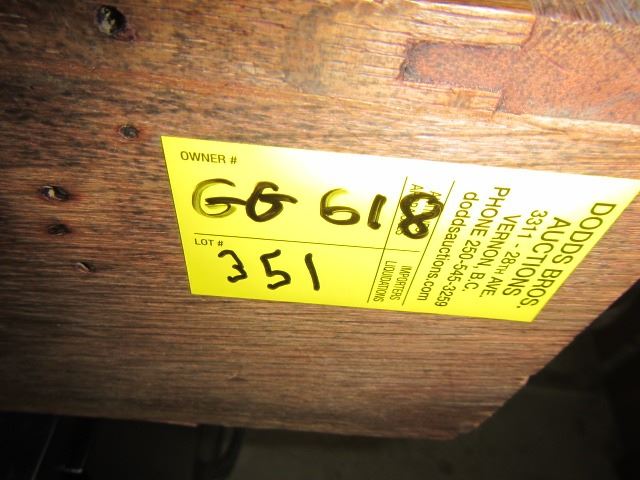 OWNER #
GG 618
LOT #
351
IMPORTERS
LIQUIDATIONS
DODDS BROS.
AUCTIONS
3311 - 28TH AVE
VERNON, B.C.
PHONE 250-545-3259
doddsauctions.com